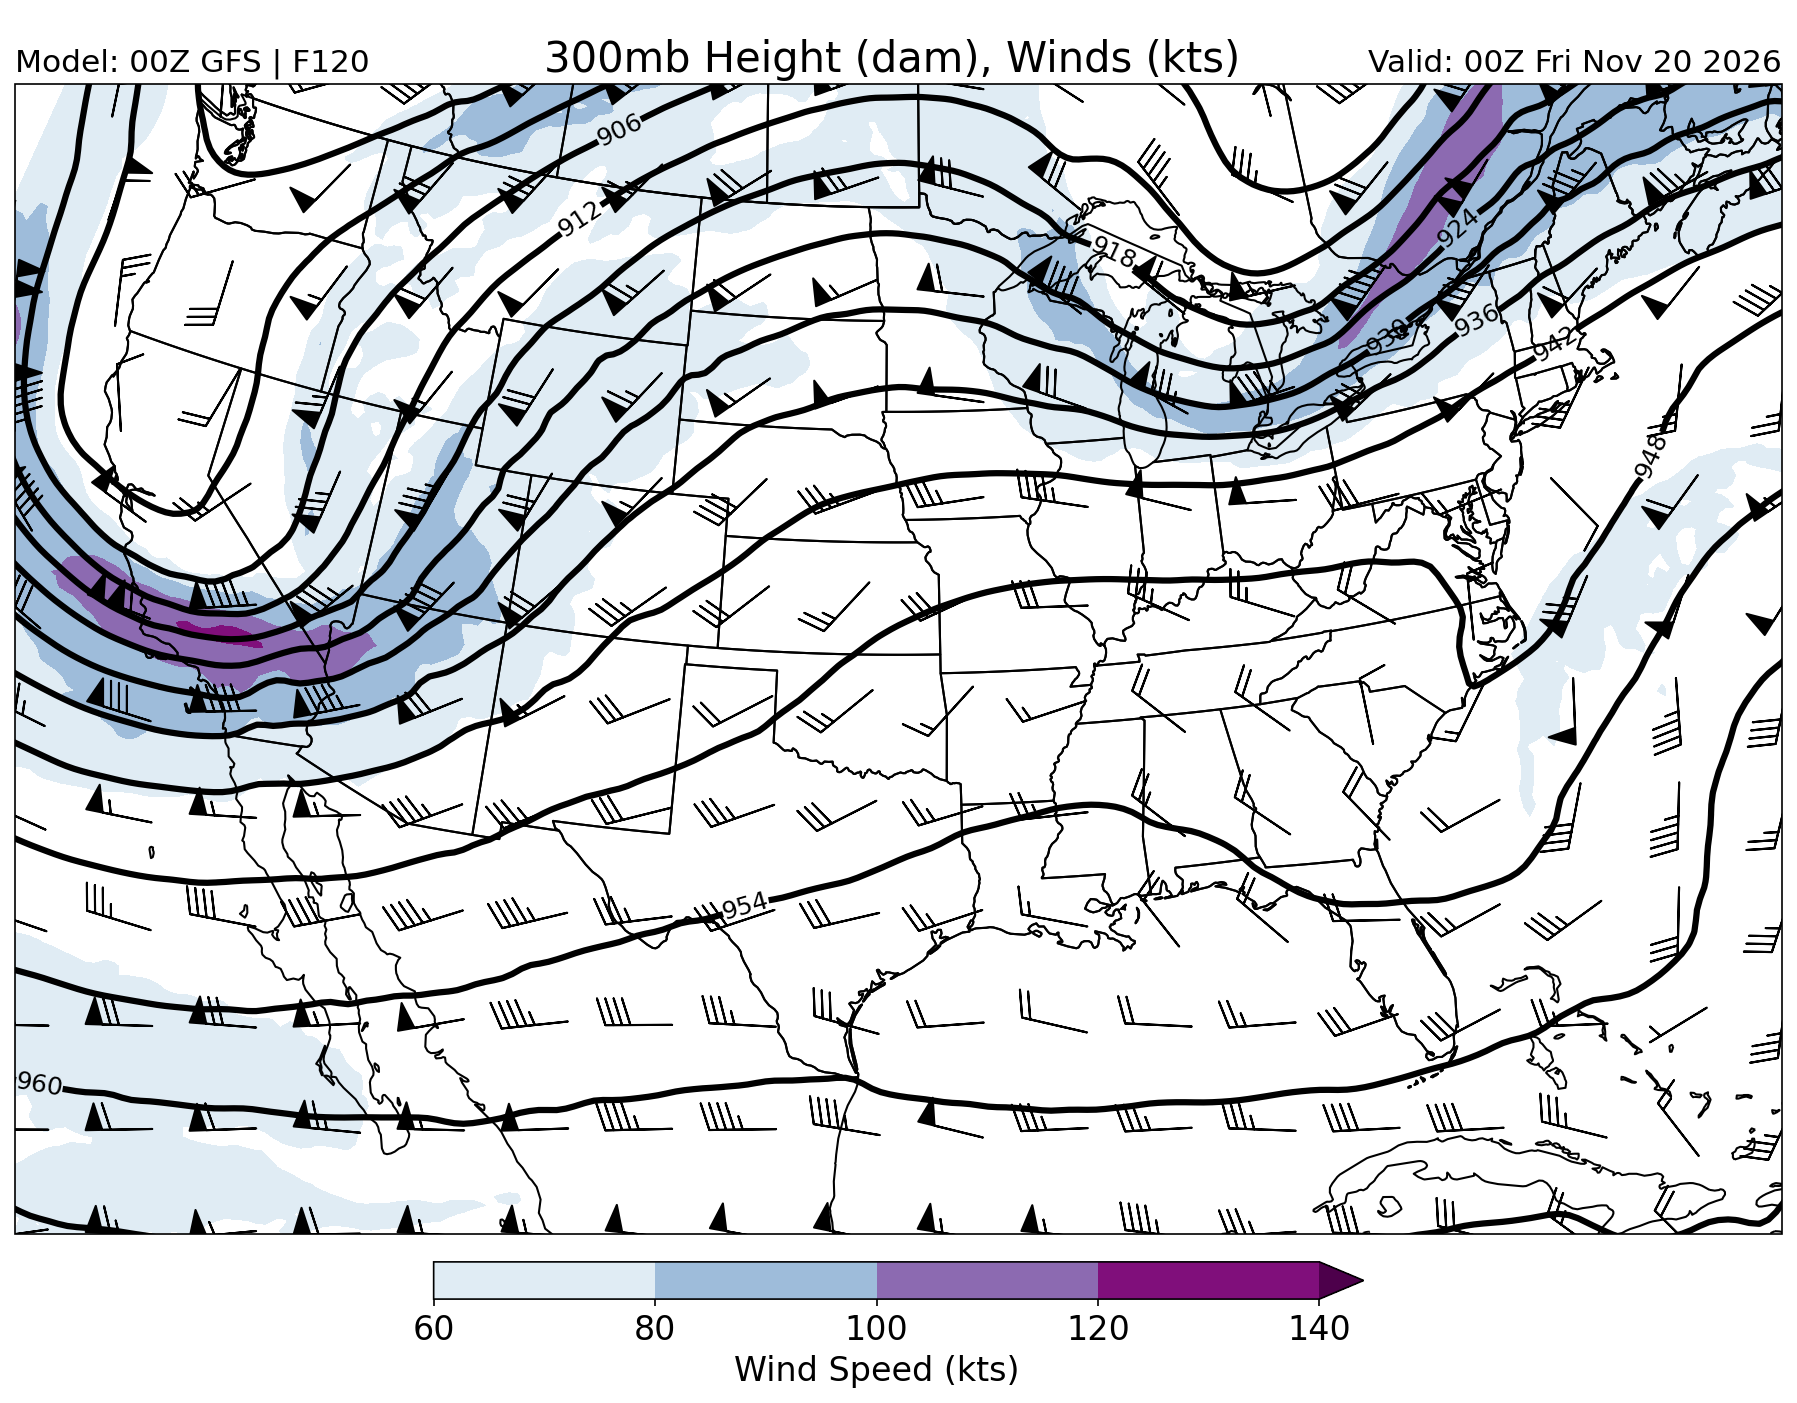 Model: 00Z GFS | F120
300mb Height (dam), Winds (kts)
Valid: 00Z Fri Nov 20 2026
906
912
918
924
930
936
942
948
954
960
60 80 100 120 140
Wind Speed (kts)